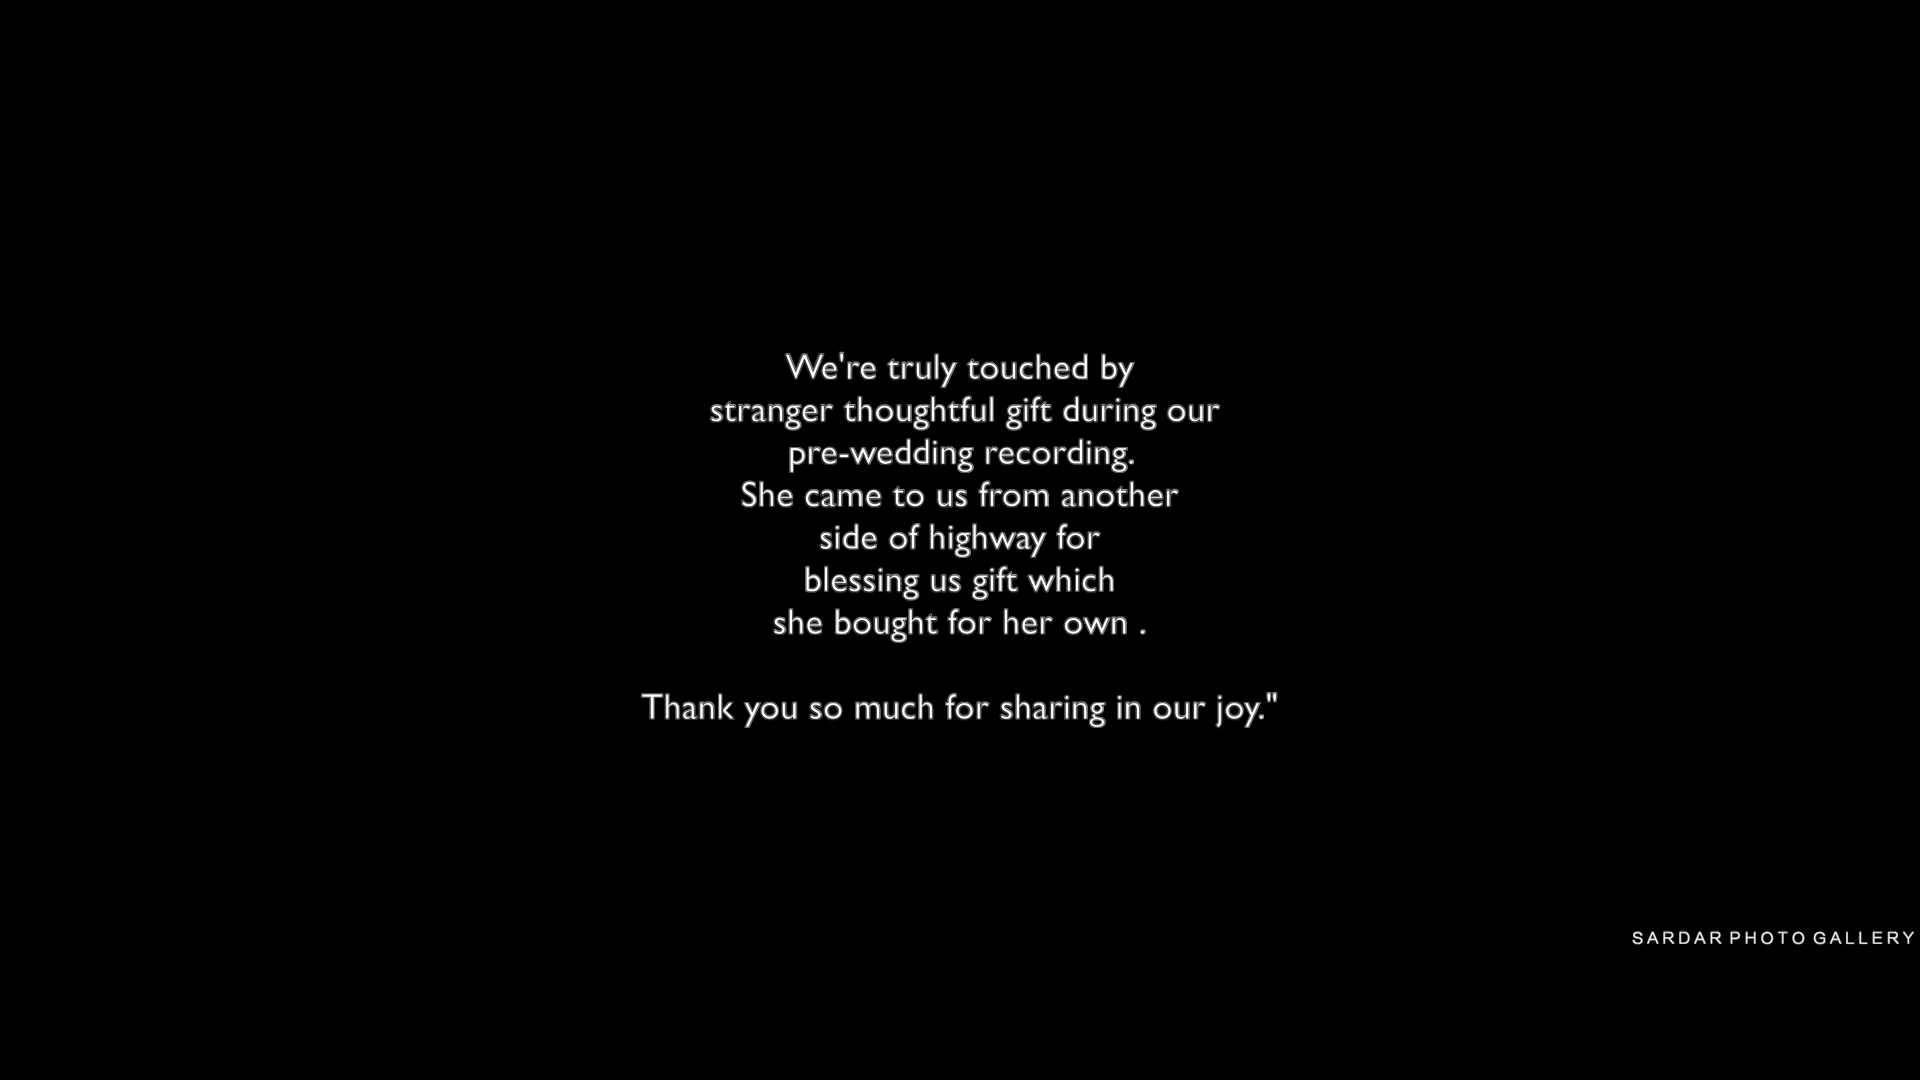 We're truly touched by
stranger thoughtful gift during our
pre-wedding recording.
She came to us from another
side of highway for
blessing us gift which
she bought for her own .
Thank you so much for sharing in our joy."
SARDAR PHOTO GALLERY